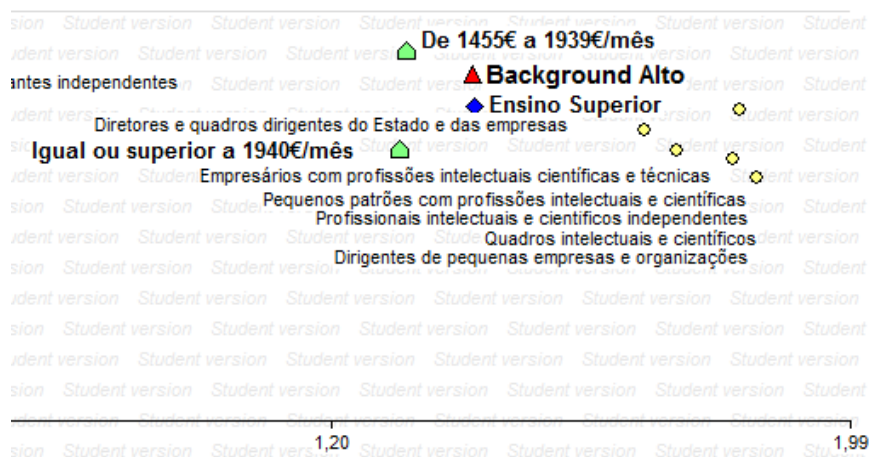 De 1455€ a 1939€/mês
Background Alto
antes independentes
Ensino Superior
Diretores e quadros dirigentes do Estado e das empresas
Igual ou superior a 1940€/mês
Empresários com profissões intelectuais científicas e técnicas
Pequenos patrões com profissões intelectuais e científicas
Profissionais intelectuais e cientificos independentes
Quadros intelectuais e científicos
Dirigentes de pequenas empresas e organizações
1,20
1,99
Student version